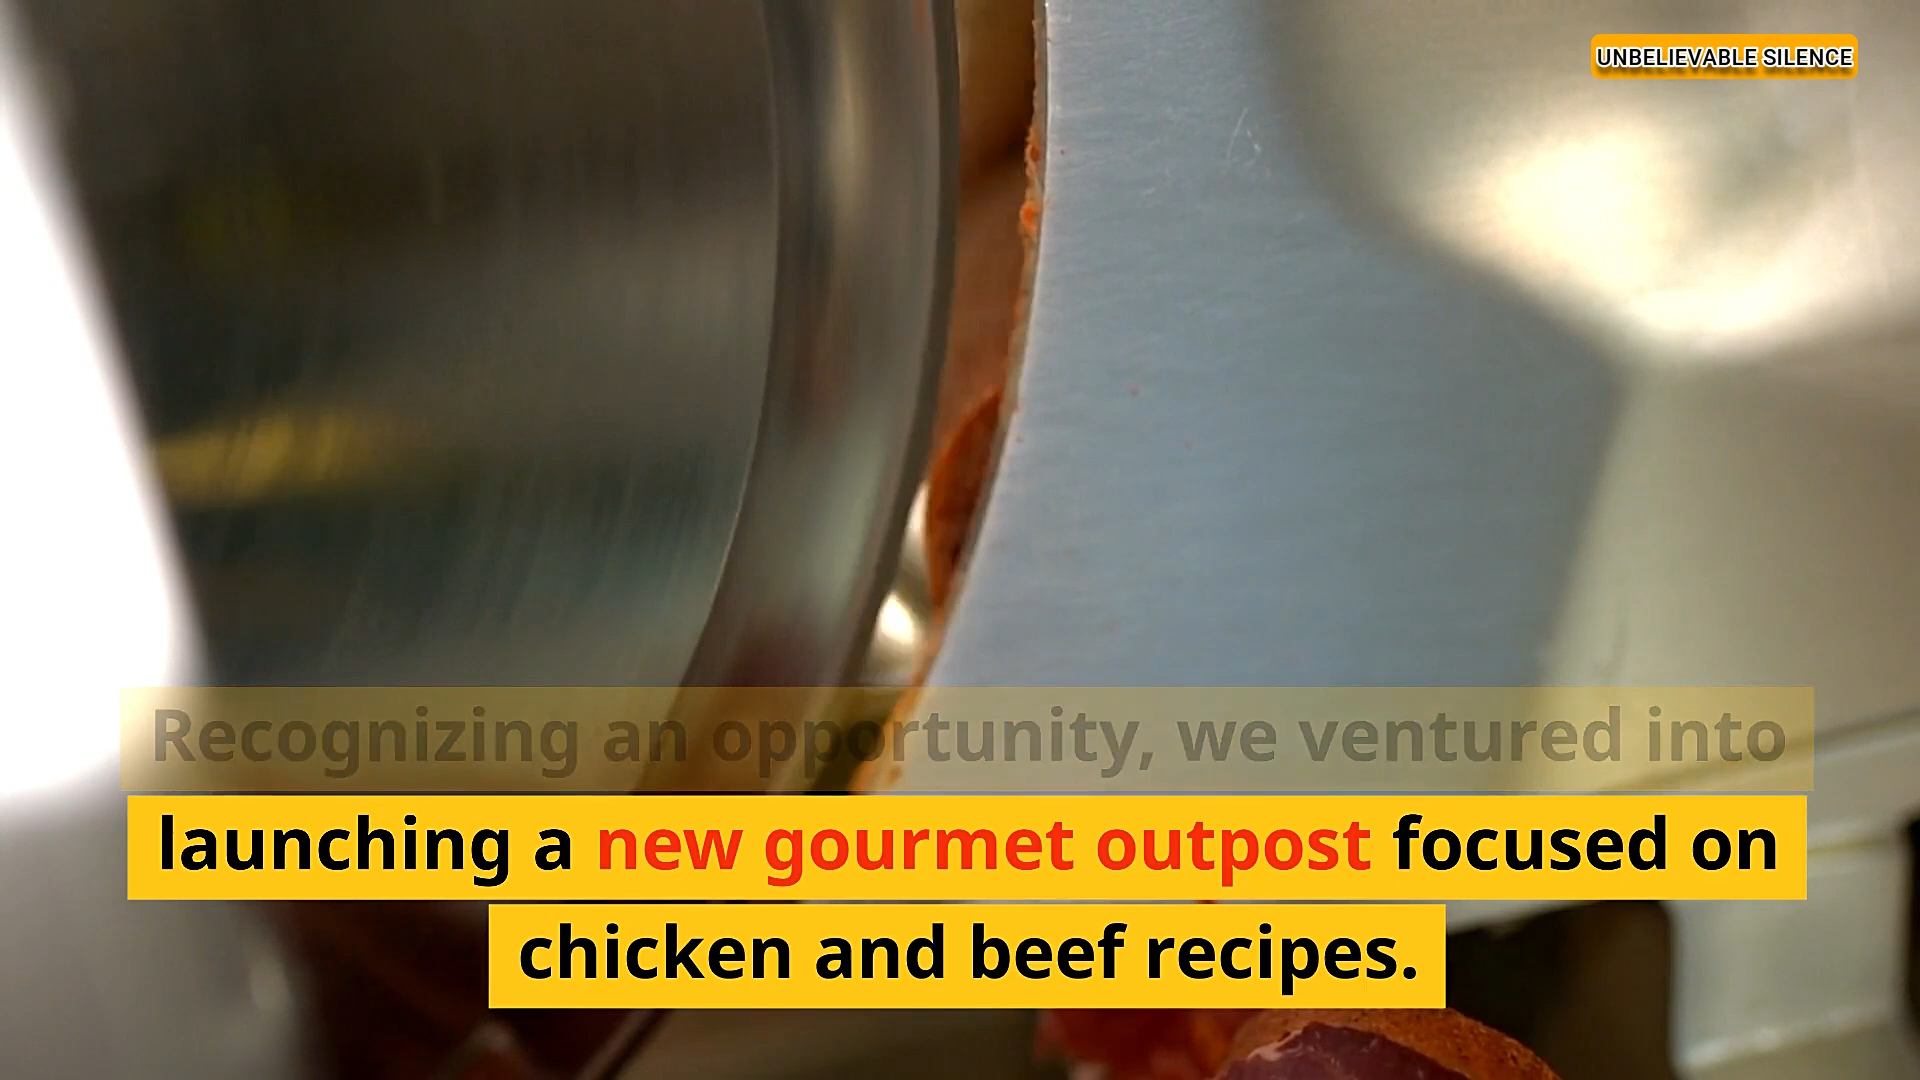 UNBELIEVABLE SILENCE
Recognizing an opportunity, we ventured into
launching a new gourmet outpost focused on
chicken and beef recipes.